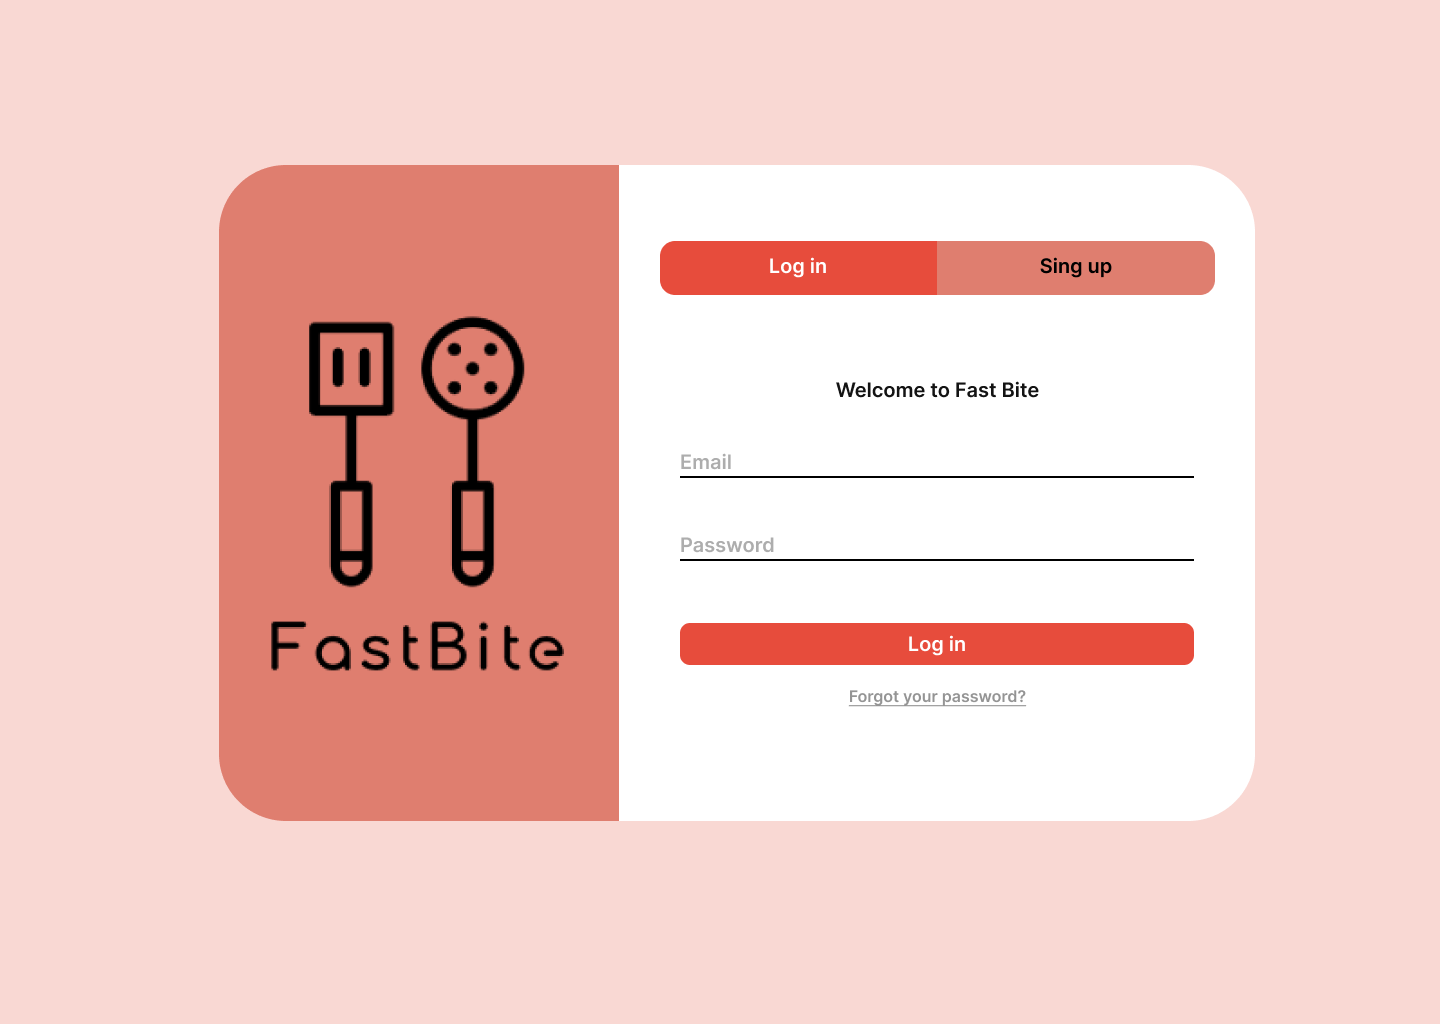 FastBite
Log in
Sing up
Welcome to Fast Bite
Email
Password
Log in
Forgot your password?